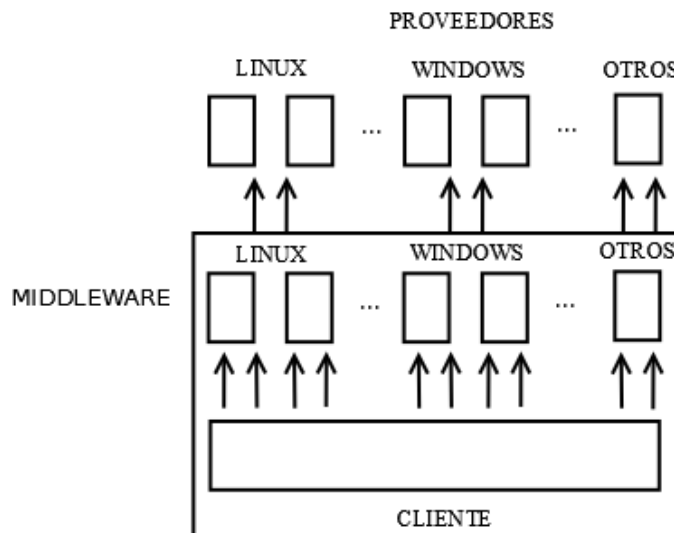 PROVEEDORES
LINUX WINDOWS OTROS
... ...
LINUX WINDOWS OTROS
MIDDLEWARE
... ...
CLIENTE